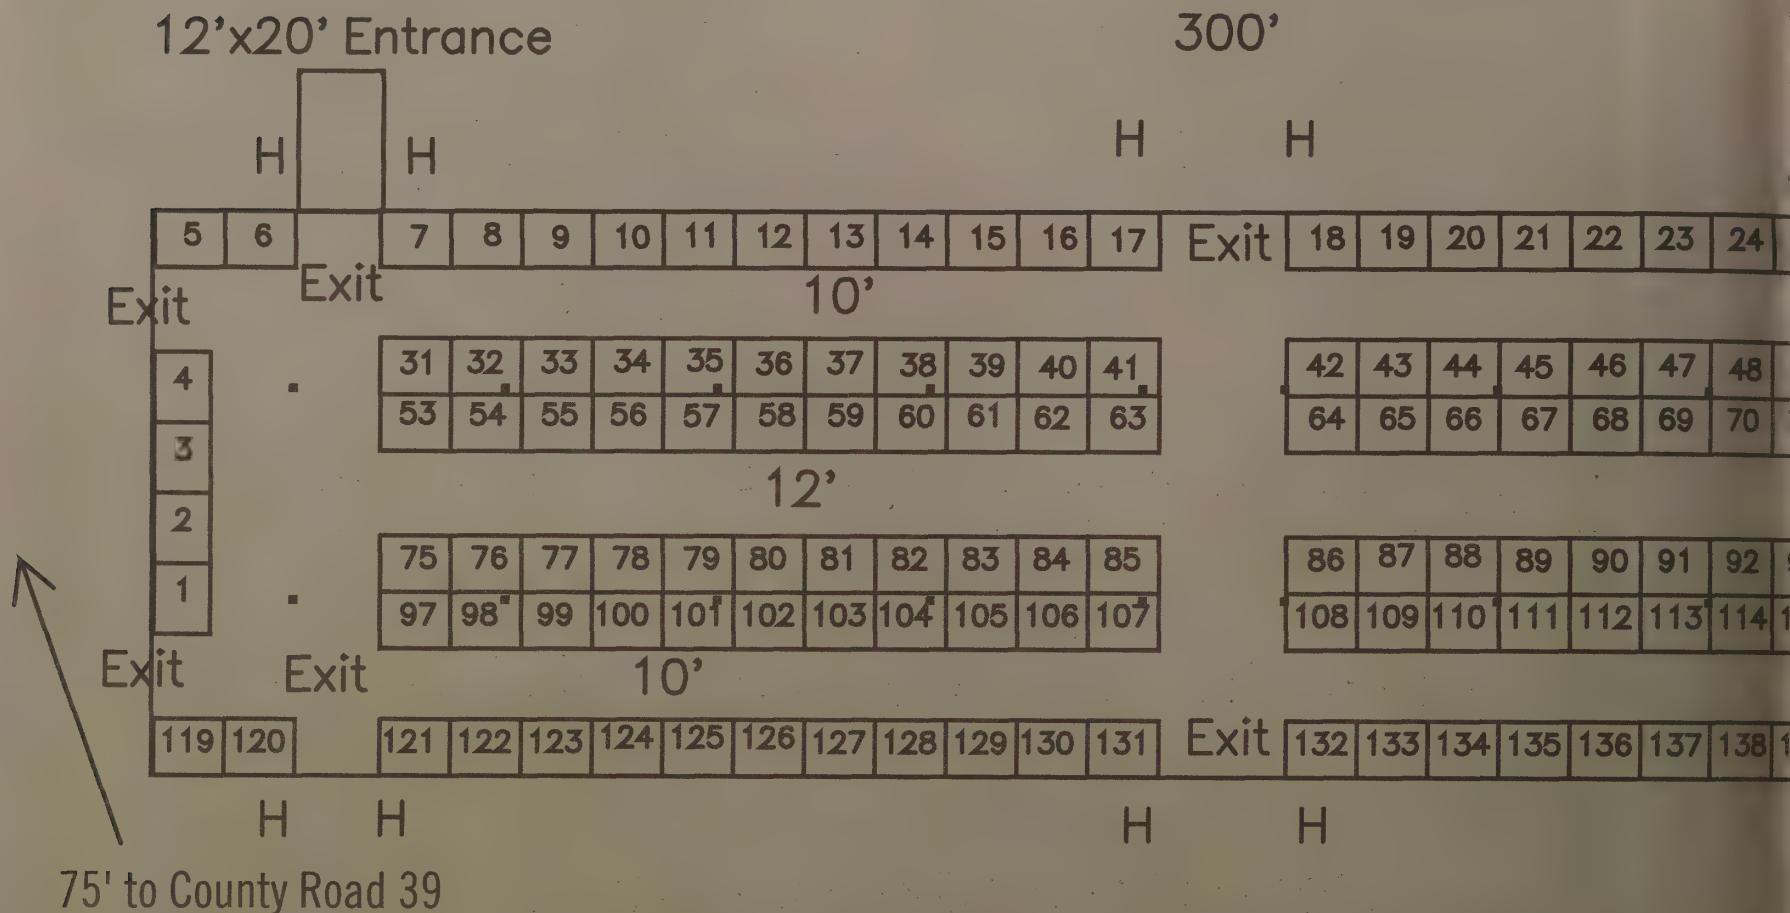 12'x20' Entrance
300'
H H H H
5 6 7 8 9 10 11 12 13 14 15 16 17 Exit 18 19 20 21 22 23 24
Exit Exit
10'
31 32 33 34 35 36 37 38 39 40 41 42 43 44 45 46 47 48
4
53 54 55 56 57 58 59 60 61 62 63 64 65 66 67 68 69 70
3
12'
2
75 76 77 78 79 80 81 82 83 84 85 86 87 88 89 90 91 92
1
97 98 99 100 101 102 103 104 105 106 107 108 109 110 111 112 113 114
Exit Exit 10'
119 120 121 122 123 124 125 126 127 128 129 130 131 Exit 132 133 134 135 136 137 138
H H H H
75' to County Road 39